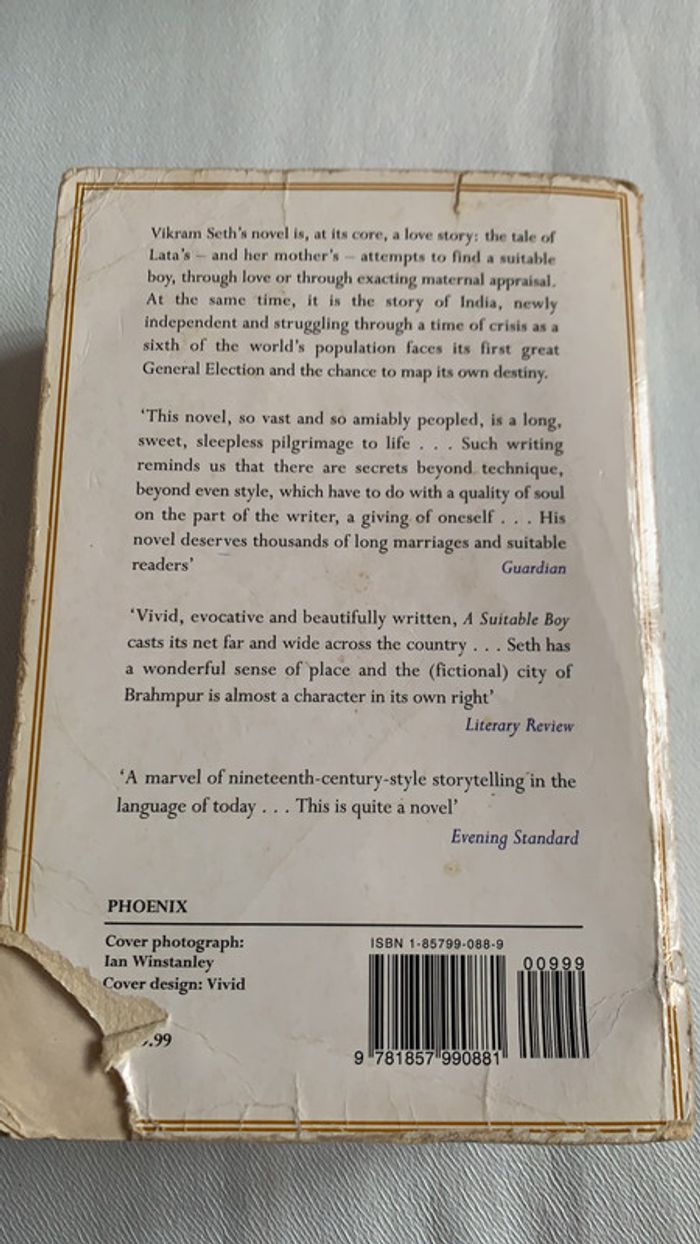 Vikram Seth's novel is, at its core, a love story: the tale of
Lata's – and her mother's – attempts to find a suitable
boy, through love or through exacting maternal appraisal.
At the same time, it is the story of India, newly
independent and struggling through a time of crisis as a
sixth of the world's population faces its first great
General Election and the chance to map its own destiny.
'This novel, so vast and so amiably peopled, is a long,
sweet, sleepless pilgrimage to life . . . Such writing
reminds us that there are secrets beyond technique,
beyond even style, which have to do with a quality of soul
on the part of the writer, a giving of oneself . . . His
novel deserves thousands of long marriages and suitable
readers' Guardian
'Vivid, evocative and beautifully written, A Suitable Boy
casts its net far and wide across the country . . . Seth has
a wonderful sense of place and the (fictional) city of
Brahmpur is almost a character in its own right'
Literary Review
'A marvel of nineteenth-century-style storytelling in the
language of today . . . This is quite a novel'
Evening Standard
PHOENIX
Cover photograph:
Ian Winstanley
Cover design: Vivid
.99
ISBN 1-85799-088-9
00999
9 781857 990881